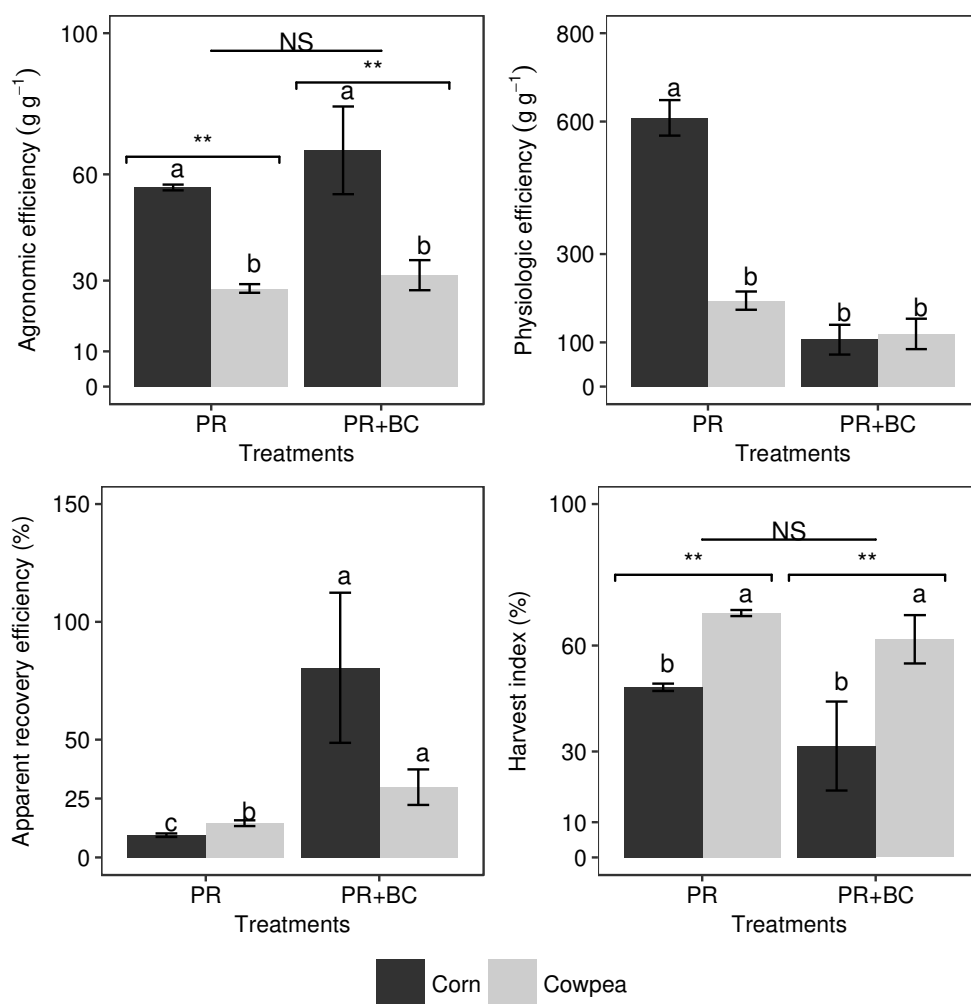 Agronomic efficiency (g g⁻¹)
100
60
30
10
0
NS
**
**
a
b
a
b
PR
PR+BC
Treatments
Physiologic efficiency (g g⁻¹)
800
600
300
100
0
a
b
b
b
PR
PR+BC
Treatments
Apparent recovery efficiency (%)
150
100
50
25
0
c
b
a
a
PR
PR+BC
Treatments
Harvest index (%)
100
60
30
10
0
NS
**
**
b
a
b
a
PR
PR+BC
Treatments
Corn
Cowpea